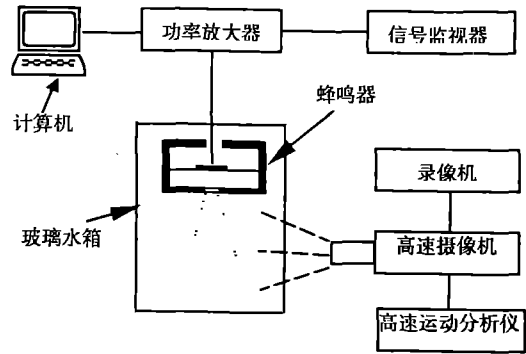 功率放大器
信号监视器
计算机
蜂鸣器
录像机
玻璃水箱
高速摄像机
高速运动分析仪